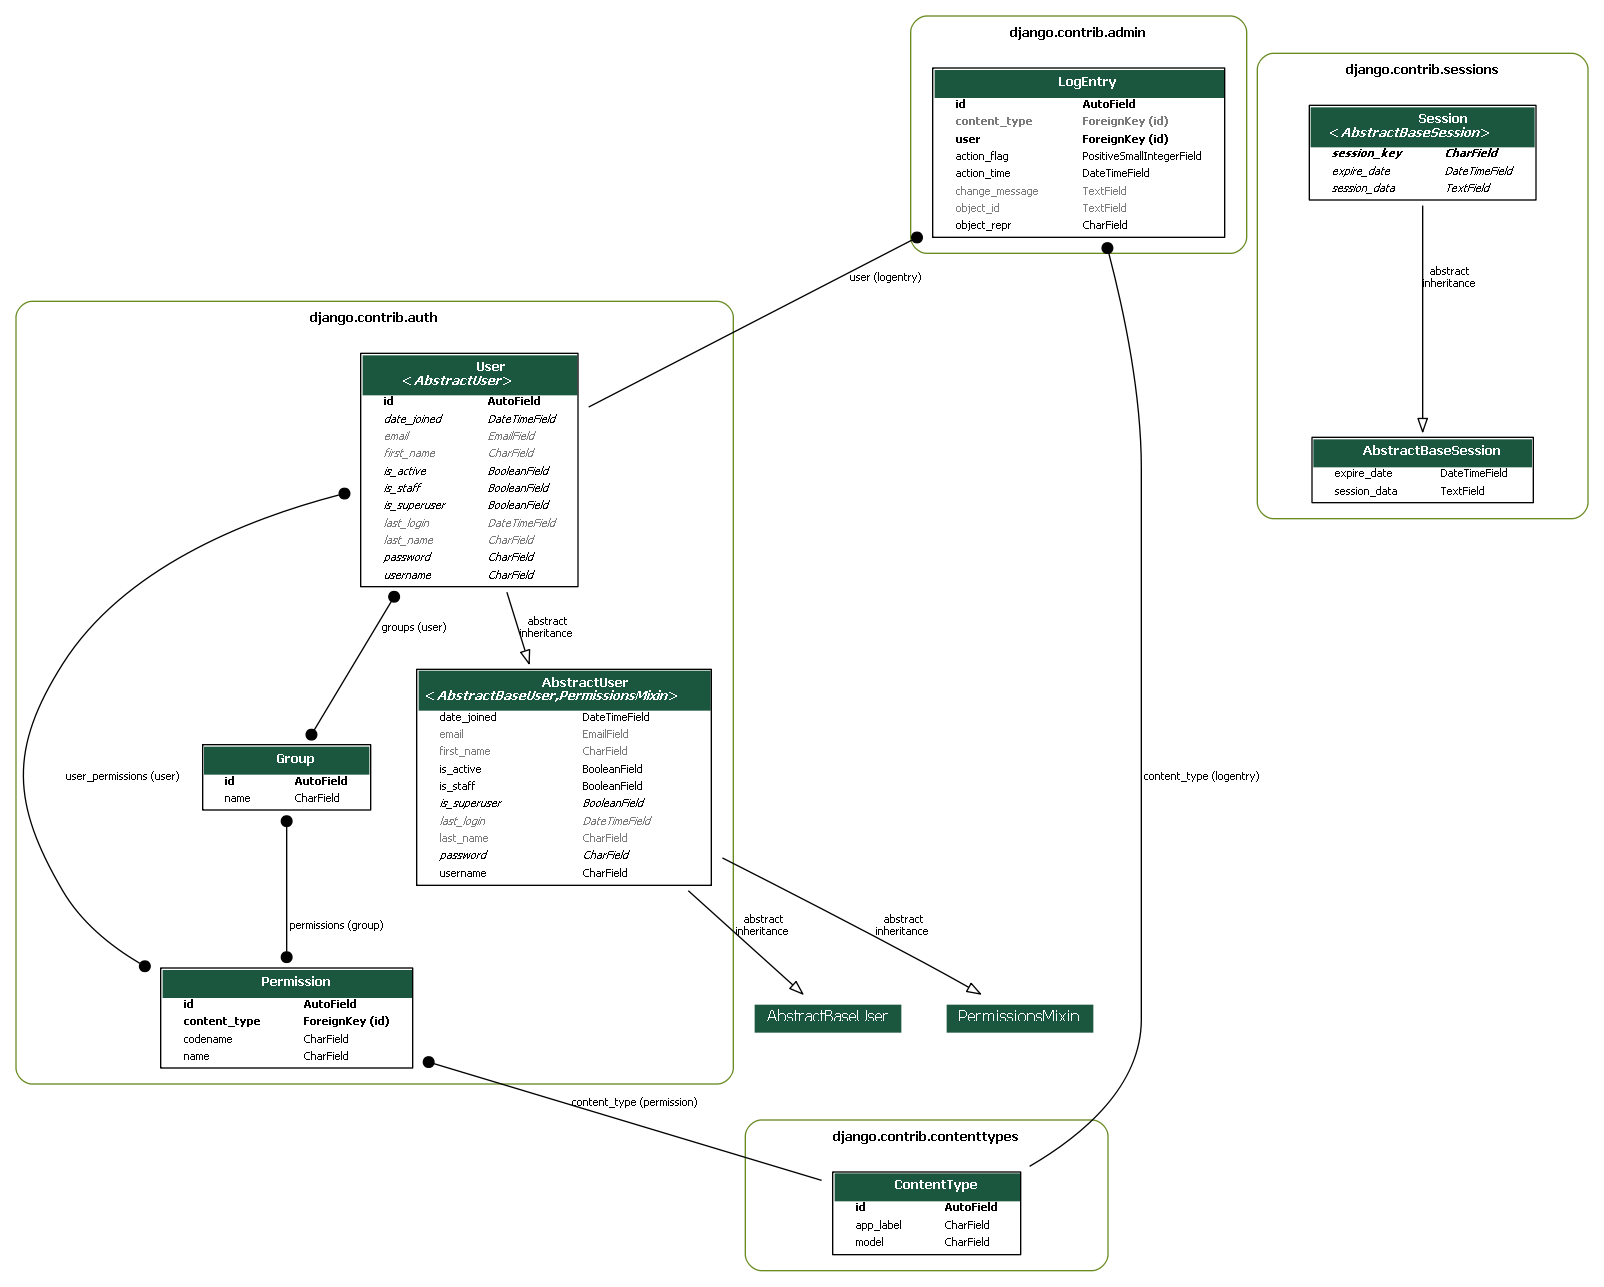 django.contrib.admin
LogEntry
id AutoField
content_type ForeignKey (id)
user ForeignKey (id)
action_flag PositiveSmallIntegerField
action_time DateTimeField
change_message TextField
object_id TextField
object_repr CharField
django.contrib.sessions
Session
<AbstractBaseSession>
session_key CharField
expire_date DateTimeField
session_data TextField
abstract
inheritance
AbstractBaseSession
expire_date DateTimeField
session_data TextField
user (logentry)
django.contrib.auth
User
<AbstractUser>
id AutoField
date_joined DateTimeField
email EmailField
first_name CharField
is_active BooleanField
is_staff BooleanField
is_superuser BooleanField
last_login DateTimeField
last_name CharField
password CharField
username CharField
groups (user)
abstract
inheritance
AbstractUser
<AbstractBaseUser,PermissionsMixin>
date_joined DateTimeField
email EmailField
first_name CharField
is_active BooleanField
is_staff BooleanField
is_superuser BooleanField
last_login DateTimeField
last_name CharField
password CharField
username CharField
Group
id AutoField
name CharField
user_permissions (user)
content_type (logentry)
permissions (group)
abstract
inheritance
abstract
inheritance
Permission
id AutoField
content_type ForeignKey (id)
codename CharField
name CharField
AbstractBaseUser
PermissionsMixin
content_type (permission)
django.contrib.contenttypes
ContentType
id AutoField
app_label CharField
model CharField